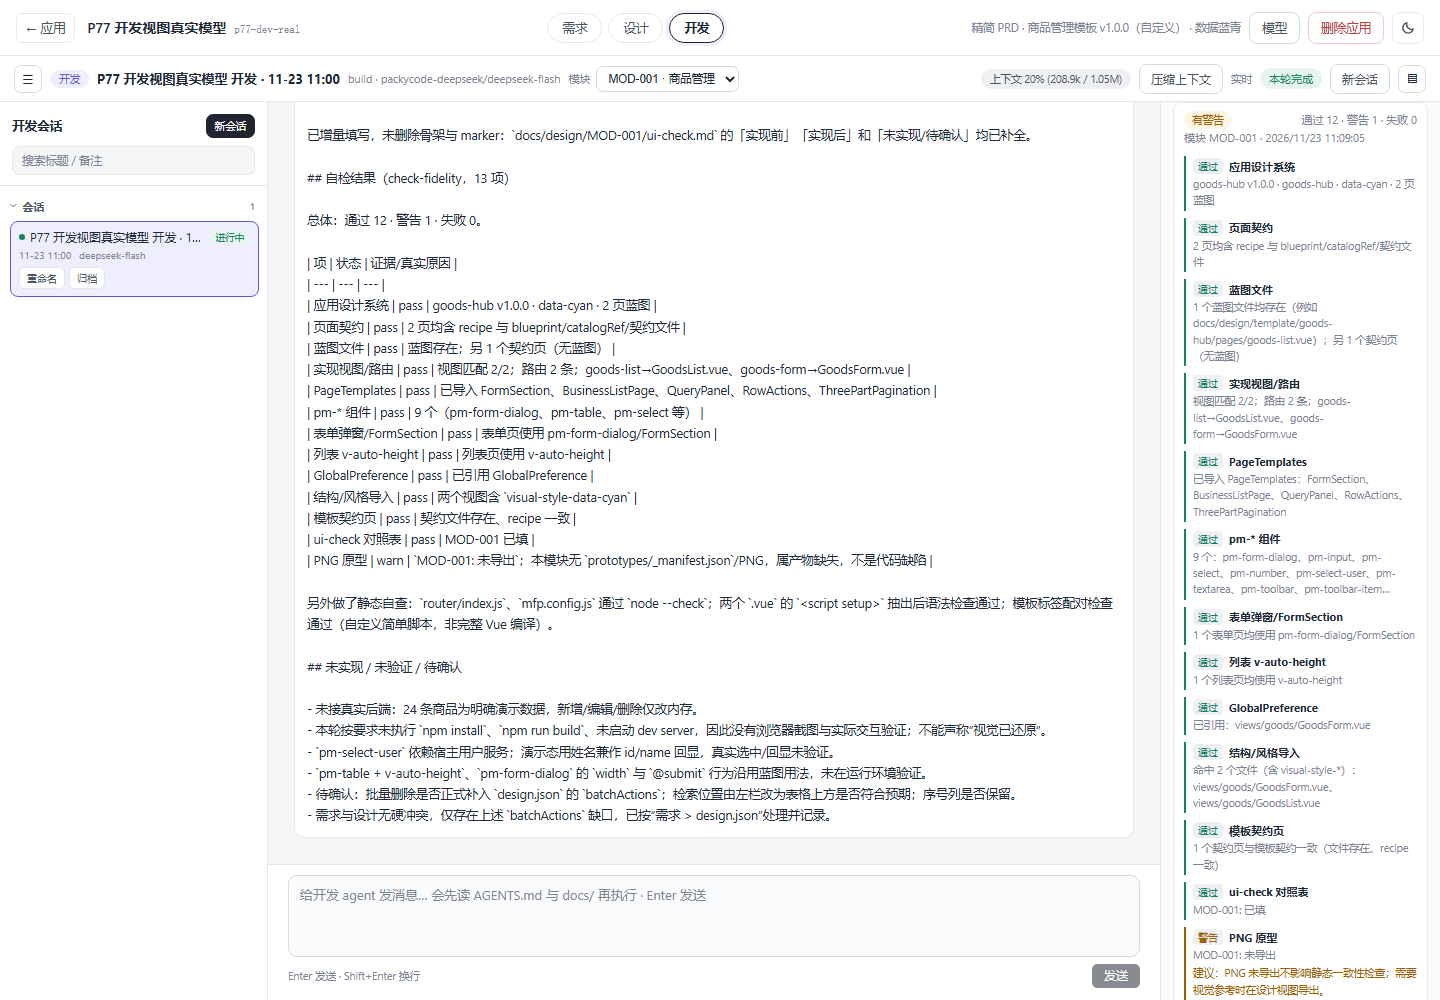 ← 应用
P77 开发视图真实模型 p77-dev-real
需求
设计
开发
精简 PRD · 商品管理模板 v1.0.0（自定义） · 数据蓝青
模型
删除应用
☰
开发
P77 开发视图真实模型 开发 · 11-23 11:00
build · packycode-deepseek/deepseek-flash
模块
MOD-001 · 商品管理
上下文 20% (208.9k / 1.05M)
压缩上下文
实时
本轮完成
新会话
开发会话
新会话
搜索标题 / 备注
会话 1
P77 开发视图真实模型 开发 · 1... 进行中
11-23 11:00 deepseek-flash
重命名
归档
已增量填写，未删除骨架与 marker：`docs/design/MOD-001/ui-check.md` 的「实现前」「实现后」和「未实现/待确认」均已补全。
## 自检结果（check-fidelity，13 项）
总体：通过 12 · 警告 1 · 失败 0。
| 项 | 状态 | 证据/真实原因 |
| --- | --- | --- |
| 应用设计系统 | pass | goods-hub v1.0.0 · data-cyan · 2 页蓝图 |
| 页面契约 | pass | 2 页均含 recipe 与 blueprint/catalogRef/契约文件 |
| 蓝图文件 | pass | 蓝图存在；另 1 个契约页（无蓝图） |
| 实现视图/路由 | pass | 视图匹配 2/2；路由 2 条；goods-list→GoodsList.vue、goods-form→GoodsForm.vue |
| PageTemplates | pass | 已导入 FormSection、BusinessListPage、QueryPanel、RowActions、ThreePartPagination |
| pm-* 组件 | pass | 9 个（pm-form-dialog、pm-table、pm-select 等） |
| 表单弹窗/FormSection | pass | 表单页使用 pm-form-dialog/FormSection |
| 列表 v-auto-height | pass | 列表页使用 v-auto-height |
| GlobalPreference | pass | 已引用 GlobalPreference |
| 结构/风格导入 | pass | 两个视图含 `visual-style-data-cyan` |
| 模板契约页 | pass | 契约文件存在、recipe 一致 |
| ui-check 对照表 | pass | MOD-001 已填 |
| PNG 原型 | warn | `MOD-001: 未导出`；本模块无 `prototypes/_manifest.json`/PNG，属产物缺失，不是代码缺陷 |
另外做了静态自查：`router/index.js`、`mfp.config.js` 通过 `node --check`；两个 `.vue` 的 `<script setup>` 抽出后语法检查通过；模板标签配对检查
通过（自定义简单脚本，非完整 Vue 编译）。
## 未实现 / 未验证 / 待确认
- 未接真实后端：24 条商品为明确演示数据，新增/编辑/删除仅改内存。
- 本轮按要求未执行 `npm install`、`npm run build`、未启动 dev server，因此没有浏览器截图与实际交互验证；不能声称“视觉已还原”。
- `pm-select-user` 依赖宿主用户服务；演示态用姓名兼作 id/name 回显，真实选中/回显未验证。
- `pm-table + v-auto-height`、`pm-form-dialog` 的 `width` 与 `@submit` 行为沿用蓝图用法，未在运行环境验证。
- 待确认：批量删除是否正式补入 `design.json` 的 `batchActions`；检索位置由左栏改为表格上方是否符合预期；序号列是否保留。
- 需求与设计无硬冲突，仅存在上述 `batchActions` 缺口，已按“需求 > design.json”处理并记录。
给开发 agent 发消息... 会先读 AGENTS.md 与 docs/ 再执行 · Enter 发送
Enter 发送 · Shift+Enter 换行
发送
有警告 通过 12 · 警告 1 · 失败 0
模块 MOD-001 · 2026/11/23 11:09:05
通过 应用设计系统
goods-hub v1.0.0 · goods-hub · data-cyan · 2 页
蓝图
通过 页面契约
2 页均含 recipe 与 blueprint/catalogRef/契约文
件
通过 蓝图文件
1 个蓝图文件均存在（例如
docs/design/template/goods-
hub/pages/goods-list.vue）；另 1 个契约页
（无蓝图）
通过 实现视图/路由
视图匹配 2/2；路由 2 条；goods-
list→GoodsList.vue、goods-
form→GoodsForm.vue
通过 PageTemplates
已导入 PageTemplates：FormSection、
BusinessListPage、QueryPanel、RowActions、
ThreePartPagination
通过 pm-* 组件
9 个：pm-form-dialog、pm-input、pm-
select、pm-number、pm-select-user、pm-
textarea、pm-toolbar、pm-toolbar-item...
通过 表单弹窗/FormSection
1 个表单页均使用 pm-form-dialog/FormSection
通过 列表 v-auto-height
1 个列表页均使用 v-auto-height
通过 GlobalPreference
已引用：views/goods/GoodsForm.vue
通过 结构/风格导入
命中 2 个文件（含 visual-style-*）：
views/goods/GoodsForm.vue、
views/goods/GoodsList.vue
通过 模板契约页
1 个契约页与模板契约一致（文件存在、recipe
一致）
通过 ui-check 对照表
MOD-001: 已填
警告 PNG 原型
MOD-001: 未导出
建议：PNG 未导出不影响静态一致性检查；需要
视觉参考时在设计视图导出。